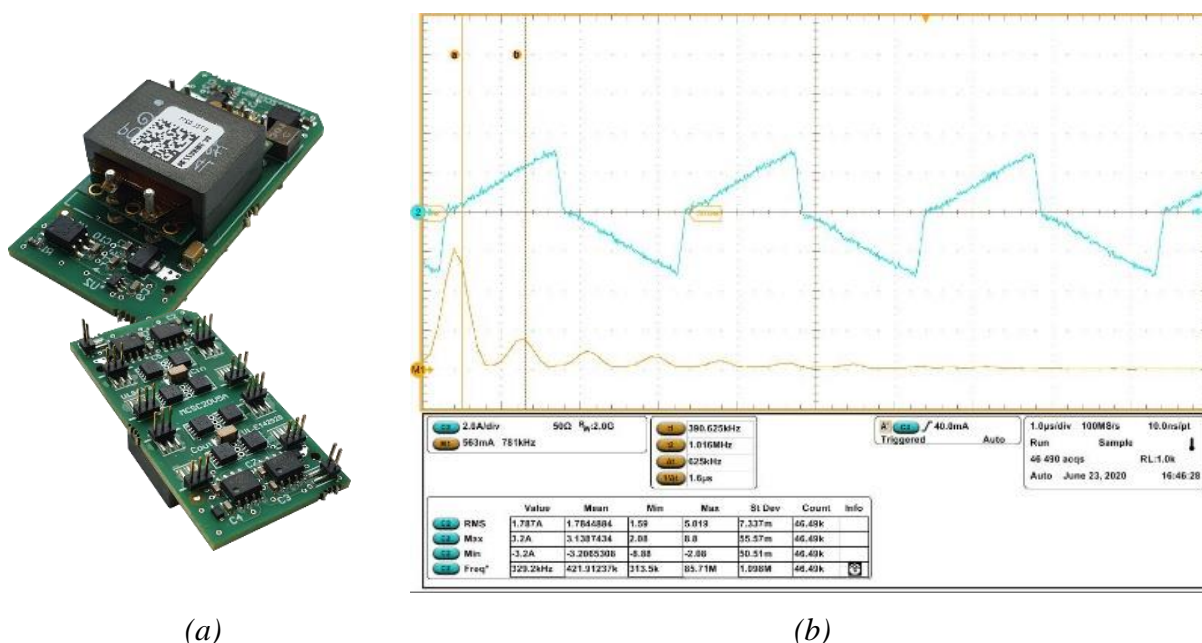 a b
2
M1
C2 2.0A/div 50Ω BW:2.0G
M1 563mA 781kHz
390.625kHz
1.016MHz
625kHz
1.6µs
A' C2 40.0mA
Triggered Auto
1.0µs/div 100MS/s 10.0ns/pt
Run Sample
46 490 acqs RL:1.0k
Auto June 23, 2020 16:46:28
Value Mean Min Max St Dev Count Info
C2 RMS 1.787A 1.7844884 1.59 5.019 7.337m 46.49k
C2 Max 3.2A 3.1387434 2.08 8.8 55.57m 46.49k
C2 Min -3.2A -3.2065308 -8.88 -2.08 50.51m 46.49k
C2 Freq* 329.2kHz 421.91237k 313.5k 85.71M 1.098M 46.49k
MCSC20V5A
C4 C3
(a) (b)